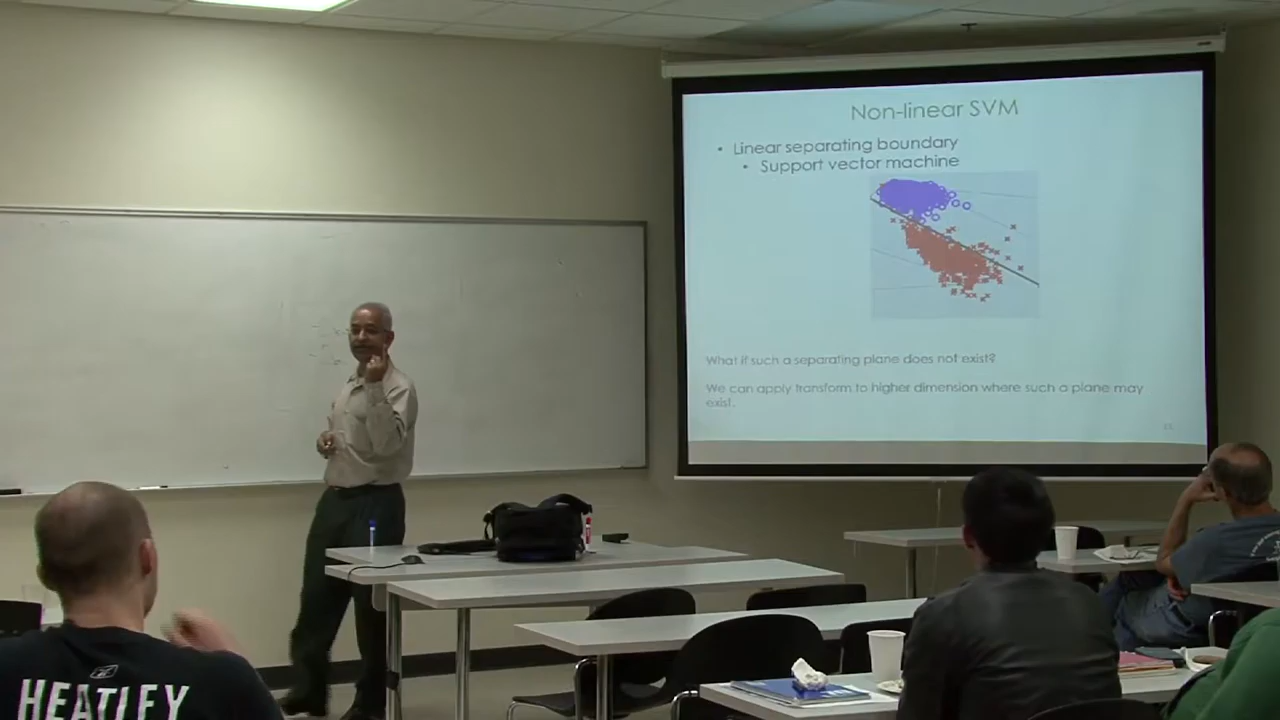 Non-linear SVM
• Linear separating boundary
• Support vector machine
What if such a separating plane does not exist?
We can apply transform to higher dimension where such a plane may
exist.
HEATLEY